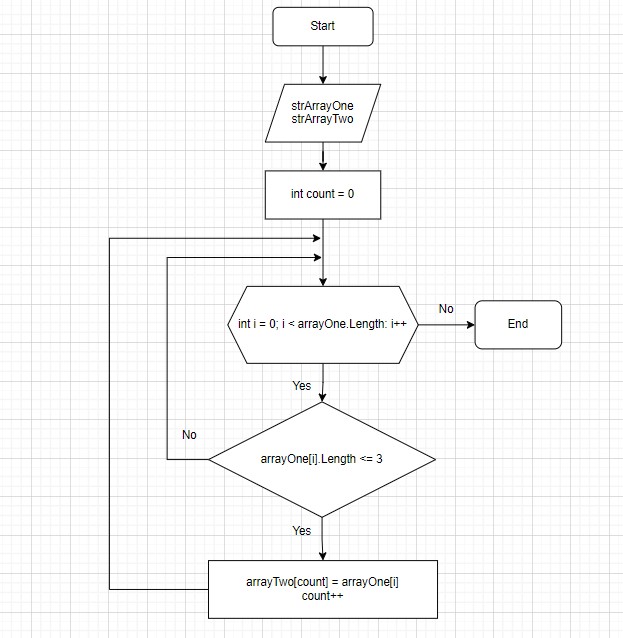 Start
strArrayOne
strArrayTwo
int count = 0
int i = 0; i < arrayOne.Length: i++
No
End
Yes
No
arrayOne[i].Length <= 3
Yes
arrayTwo[count] = arrayOne[i]
count++